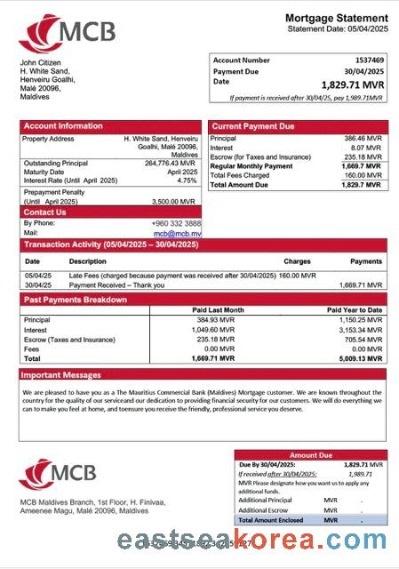 MCB
Mortgage Statement
Statement Date: 05/04/2025
John Citizen
H. White Sand,
Henveiru Goalhi,
Malé 20096,
Maldives
Account Number 1537469
Payment Due 30/04/2025
Date
1,829.71 MVR
If payment is received after 30/04/25, pay 1,989.71MVR
Account Information
Property Address H. White Sand, Henveiru
Goalhi, Malé 20096,
Maldives
Outstanding Principal 264,776.43 MVR
Maturity Date April 2025
Interest Rate (Until April 2025) 4.75%
Prepayment Penalty
(Until April 2025) 3,500.00 MVR
Contact Us
By Phone: +960 332 3888
Mail: mcb@mcb.mv
Current Payment Due
Principal 386.46 MVR
Interest 8.07 MVR
Escrow (for Taxes and Insurance) 235.18 MVR
Regular Monthly Payment 1,669.7 MVR
Total Fees Charged 160.00 MVR
Total Amount Due 1,829.7 MVR
Transaction Activity (05/04/2025 – 30/04/2025)
Date Description Charges Payments
05/04/25 Late Fees (charged because payment was received after 30/04/2025) 160.00 MVR
30/04/25 Payment Received – Thank you 1,669.71 MVR
Past Payments Breakdown
Paid Last Month Paid Year to Date
Principal 384.93 MVR 1,150.25 MVR
Interest 1,049.60 MVR 3,153.34 MVR
Escrow (Taxes and Insurance) 235.18 MVR 705.54 MVR
Fees 0.00 MVR 0.00 MVR
Total 1,669.71 MVR 5,009.13 MVR
Important Messages
We are pleased to have you as a The Mauritius Commercial Bank (Maldives) Mortgage customer. We are known throughout the
country for the quality of our serviceand our dedication to providing financial security for our customers. We will do everything we
can to make you feel at home, and toensure you receive the friendly, professional service you deserve.
MCB
MCB Maldives Branch, 1st Floor, H. Finivaa,
Ameenee Magu, Malé 20096, Maldives
Amount Due
Due By 30/04/2025: 1,829.71 MVR
If received after 30/04/2025: 1,989.71
MVR Please designate how you want us to apply any
additional funds.
Additional Principal MVR .
Additional Escrow MVR .
Total Amount Enclosed MVR .
eastseakorea.com